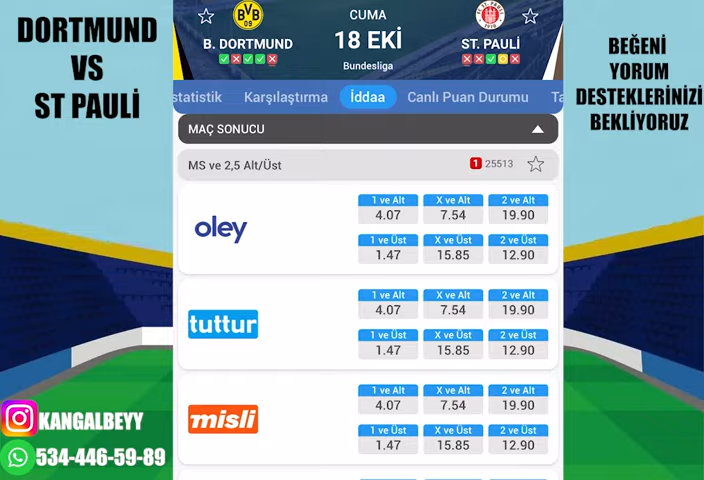 DORTMUND
VS
ST PAULİ
BVB
09
B. DORTMUND
CUMA
18 EKİ
Bundesliga
ST. PAULİ
BEĞENİ
YORUM
DESTEKLERİNİZİ
BEKLİYORUZ
statistik Karşılaştırma İddaa Canlı Puan Durumu Ta
MAÇ SONUCU
MS ve 2,5 Alt/Üst 1 25513
oley
1 ve Alt X ve Alt 2 ve Alt
4.07 7.54 19.90
1 ve Üst X ve Üst 2 ve Üst
1.47 15.85 12.90
tuttur
1 ve Alt X ve Alt 2 ve Alt
4.07 7.54 19.90
1 ve Üst X ve Üst 2 ve Üst
1.47 15.85 12.90
misli
1 ve Alt X ve Alt 2 ve Alt
4.07 7.54 19.90
1 ve Üst X ve Üst 2 ve Üst
1.47 15.85 12.90
KANGALBEYY
534-446-59-89